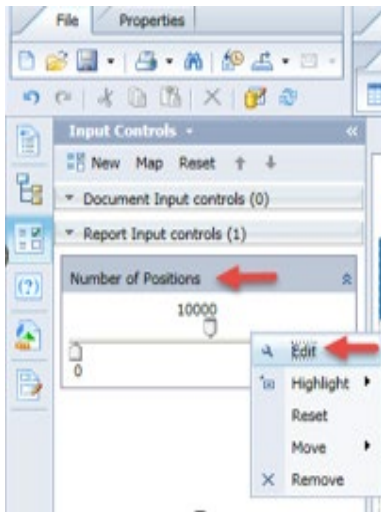 File Properties
Input Controls
New Map Reset
Document Input controls (0)
Report Input controls (1)
Number of Positions
10000
0
Edit
Highlight
Reset
Move
Remove